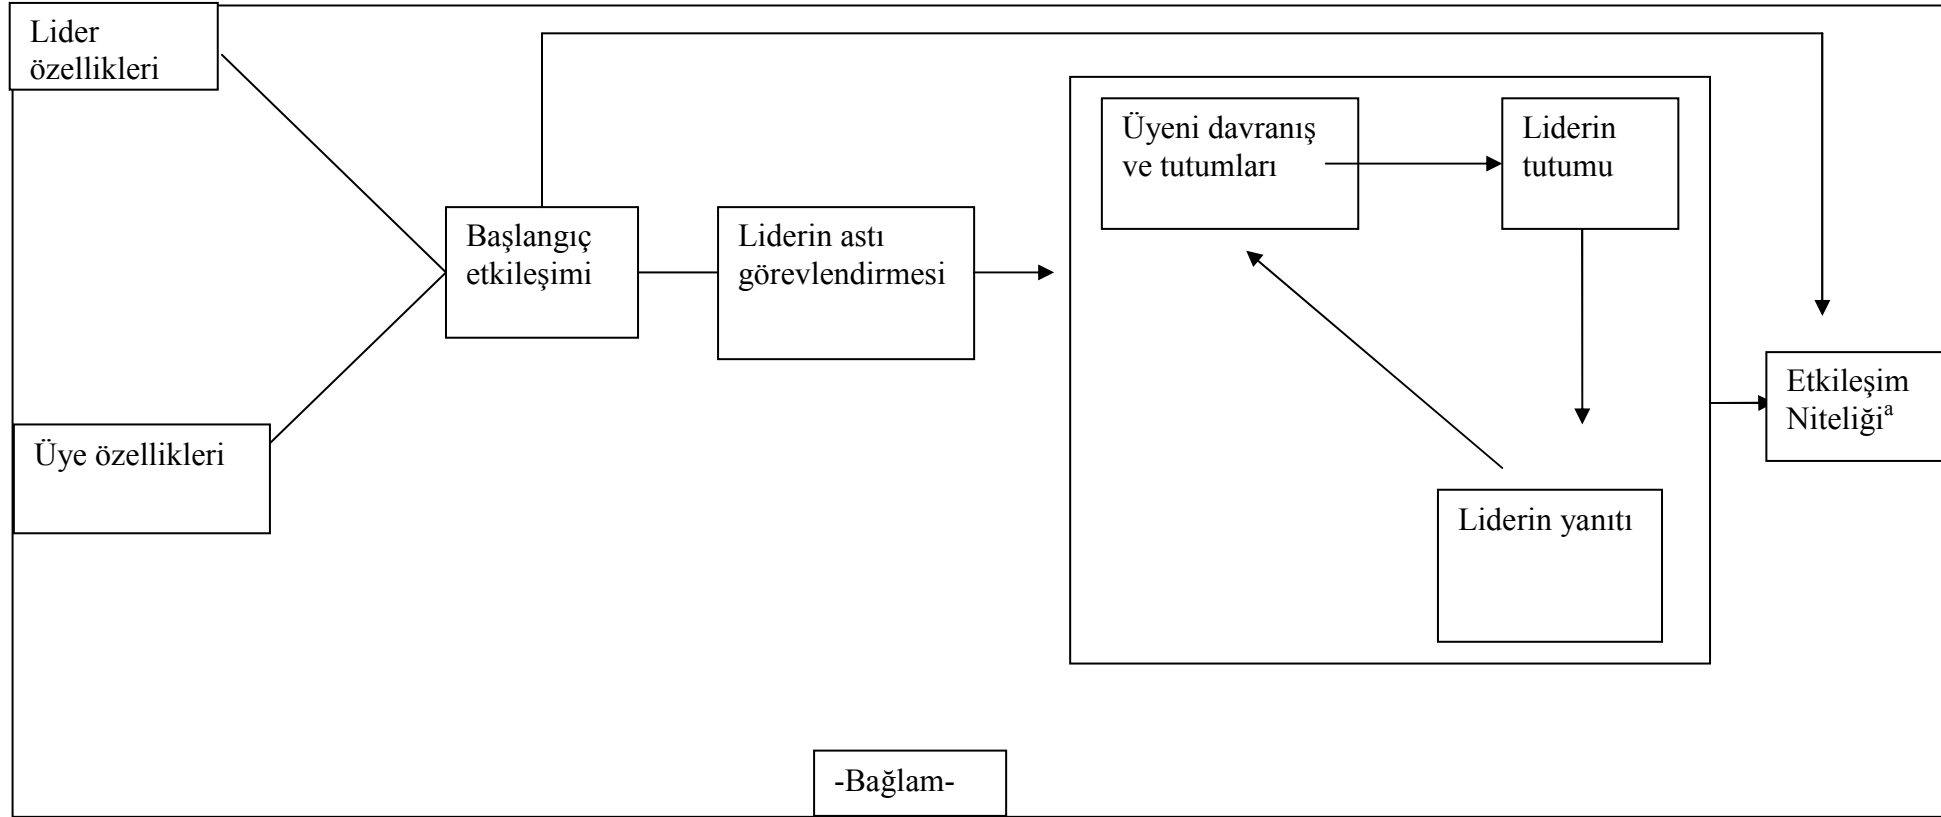 Lider
özellikleri
Üyeni davranış
ve tutumları
Liderin
tutumu
Başlangıç
etkileşimi
Liderin astı
görevlendirmesi
Etkileşim
Niteliğiᵃ
Üye özellikleri
Liderin yanıtı
-Bağlam-